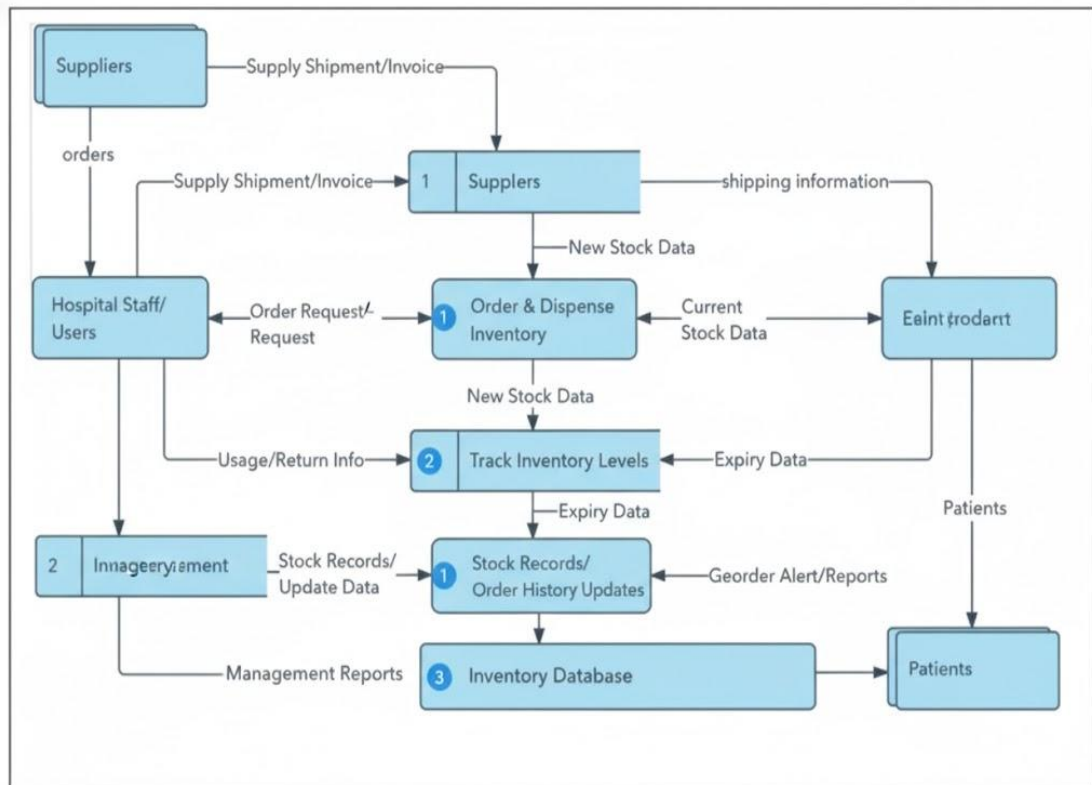 Suppliers
Supply Shipment/Invoice
orders
Supply Shipment/Invoice
1
Supplers
shipping information
New Stock Data
Hospital Staff/
Users
Order Request/-
Request
1
Order & Dispense
Inventory
Current
Stock Data
New Stock Data
Usage/Return Info
2
Track Inventory Levels
Expiry Data
Expiry Data
Patients
2
Stock Records/
Update Data
1
Stock Records/
Order History Updates
Georder Alert/Reports
Management Reports
3
Inventory Database
Patients